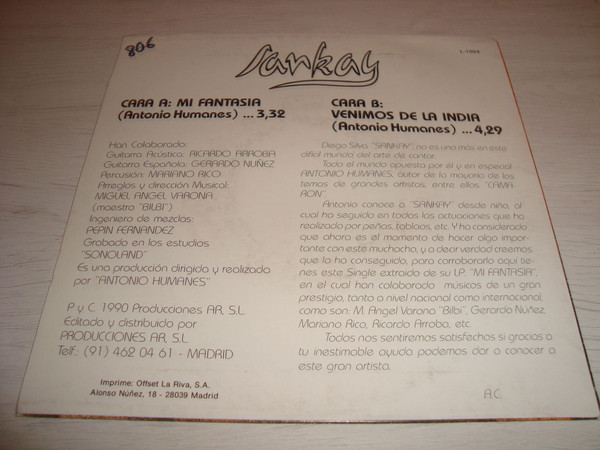 806
Sankay
L-1004
CARA A: MI FANTASIA
(Antonio Humanes) ... 3,32
CARA B:
VENIMOS DE LA INDIA
(Antonio Humanes) ... 4,29
Han Colaborado:
Guitarra Acústica: RICARDO ARROBA
Guitarra Española: GERARDO NUÑEZ
Percusión: MARIANO RICO
Arreglos y dirección Musical:
MIGUEL ANGEL VARONA
(maestro "BILBI")
Ingeniero de mezclas:
PEPIN FERNANDEZ
Grabado en los estudios
"SONOLAND"
Es una producción dirigida y realizada
por "ANTONIO HUMANES"
P y C. 1990 Producciones AR, S.L.
Editado y distribuido por
PRODUCCIONES AR, S.L.
Telf.: (91) 462 04 61 - MADRID
Imprime: Offset La Riva, S.A.
Alonso Núñez, 18 - 28039 Madrid
Diego Silva, "SANKAY", no es uno más en este
difícil mundo del arte de cantar.
Todo el mundo apuesta por él y en especial
ANTONIO HUMANES, autor de la mayoría de los
temas de grandes artistas, entre ellos "CAMA-
RON".
Antonio conoce a "SANKAY" desde niño, al
cual ha seguido en todas las actuaciones que ha
realizado por peñas, tablaos, etc. Y ha considerado
que ahora es el momento de hacer algo impor-
tante con este muchacho, y a decir verdad creemos
que lo ha conseguido, para corroborarlo aquí tie-
nes este Single extraído de su LP. "MI FANTASIA",
en el cual han colaborado músicos de un gran
prestigio, tanto a nivel nacional como internacional,
como son: M. Angel Varona "Bilbi", Gerardo Núñez,
Mariano Rico, Ricardo Arroba, etc.
Todos nos sentiremos satisfechos si gracias a
tu inestimable ayuda podemos dar a conocer a
este gran artista.
A.C.